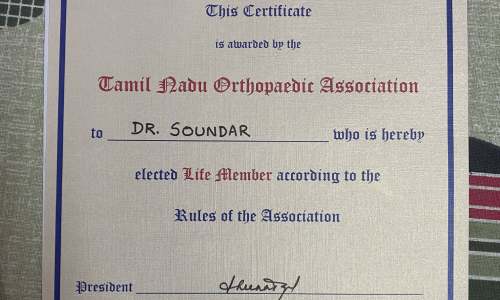 This Certificate
is awarded by the
Tamil Nadu Orthopaedic Association
to DR. SOUNDAR who is hereby
elected Life Member according to the
Rules of the Association
President